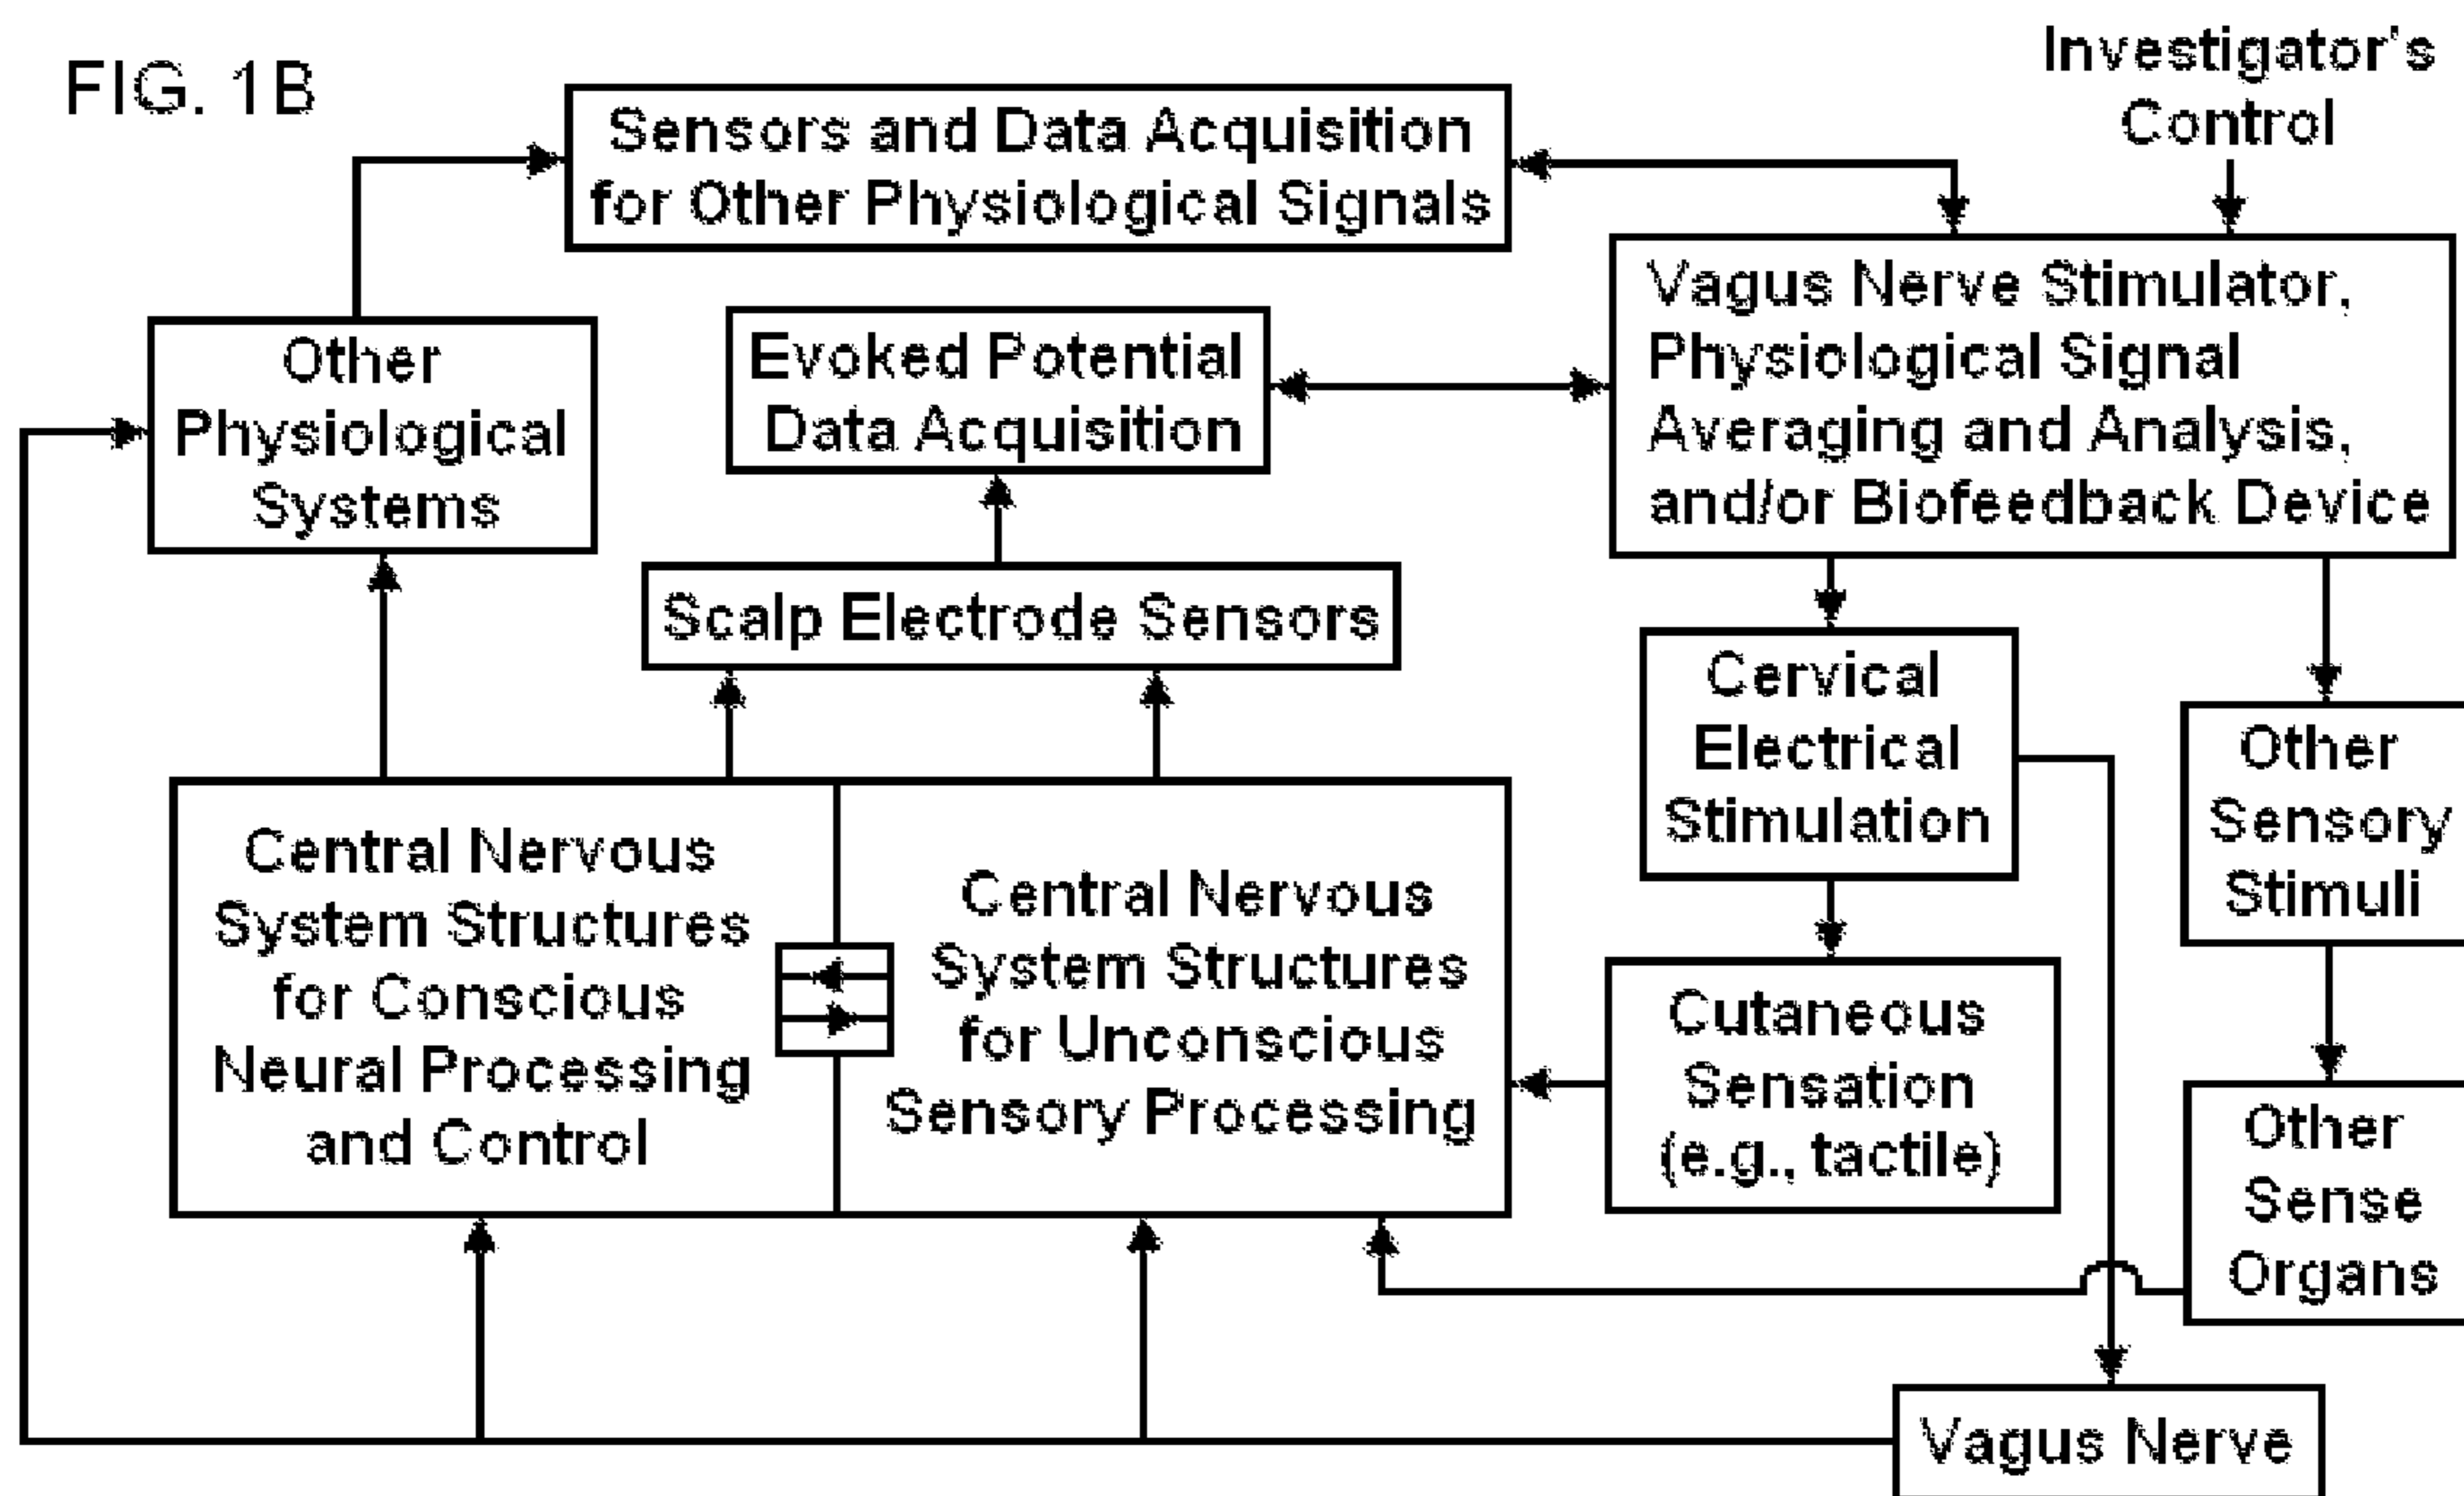 FIG. 1B
Investigator's
Control
Sensors and Data Acquisition
for Other Physiological Signals
Vagus Nerve Stimulator,
Physiological Signal
Averaging and Analysis,
and/or Biofeedback Device
Other
Physiological
Systems
Evoked Potential
Data Acquisition
Scalp Electrode Sensors
Cervical
Electrical
Stimulation
Other
Sensory
Stimuli
Central Nervous
System Structures
for Conscious
Neural Processing
and Control
Central Nervous
System Structures
for Unconscious
Sensory Processing
Cutaneous
Sensation
(e.g., tactile)
Other
Sense
Organs
Vagus Nerve